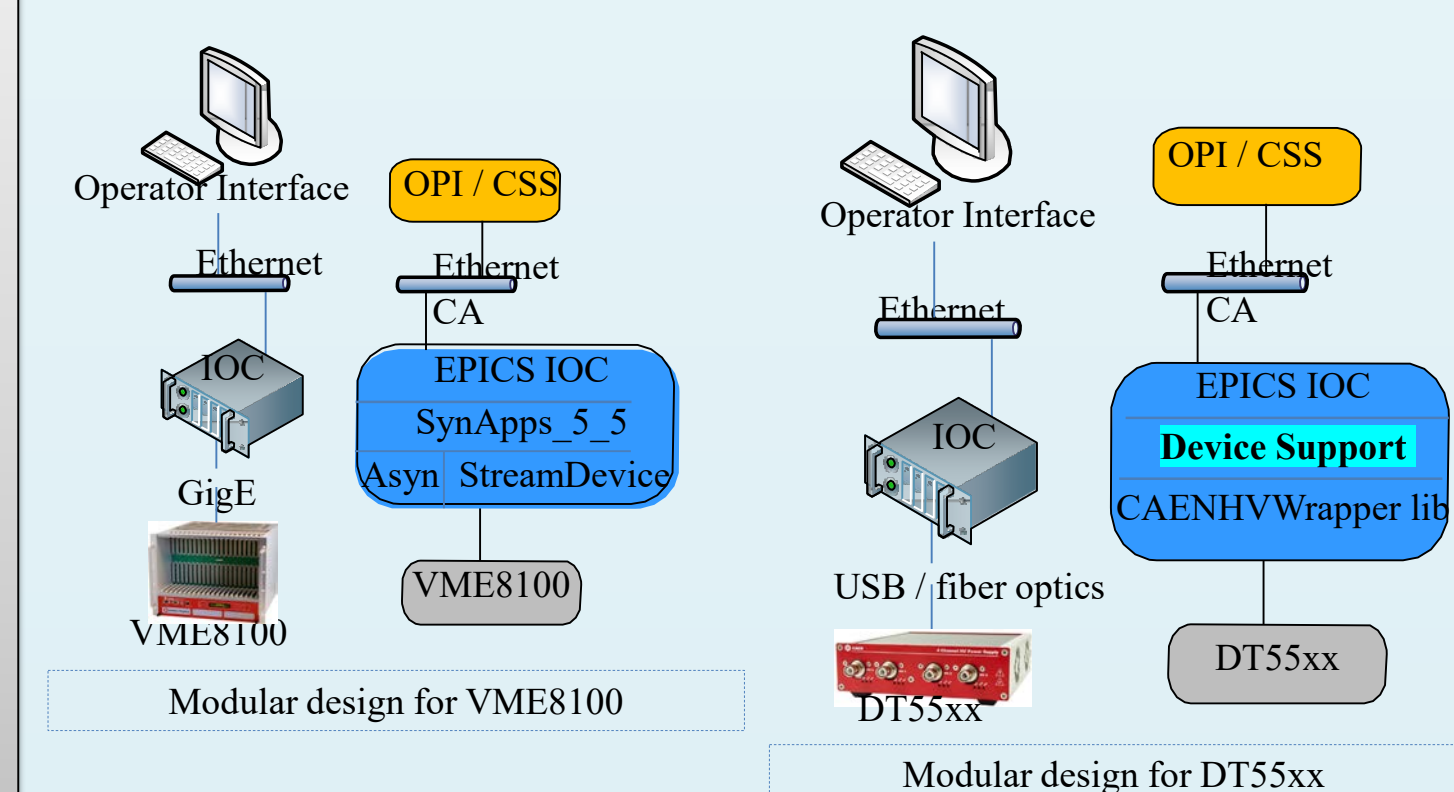 Operator Interface
OPI / CSS
Ethernet
Ethernet
CA
IOC
EPICS IOC
SynApps_5_5
Asyn
StreamDevice
GigE
VME8100
VME8100
Modular design for VME8100
Operator Interface
OPI / CSS
Ethernet
Ethernet
CA
IOC
EPICS IOC
Device Support
CAENHVWrapper lib
USB / fiber optics
DT55xx
DT55xx
Modular design for DT55xx